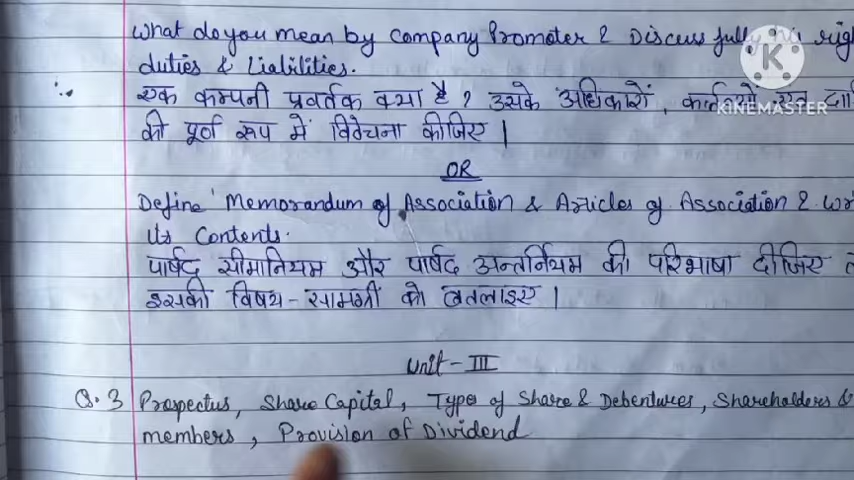 What do you mean by Company Promoter & Discuss fully
duties & Liabilities.
एक कम्पनी प्रवर्तक क्या है ? उसके अधिकारों,
को पूर्ण रूप में विवेचना कीजिए |
OR
Define Memorandum of Association & Articles of Association &
Its Contents.
पार्षद सीमानियम और पार्षद अन्तर्नियम की परिभाषा दीजिए
इसकी विषय - सामग्री को बतलाइए |
Unit - III
Q.3 Prospectus, Share Capital, Type of Share & Debentures, Shareholders &
members, Provision of Dividend
K
KINEMASTER